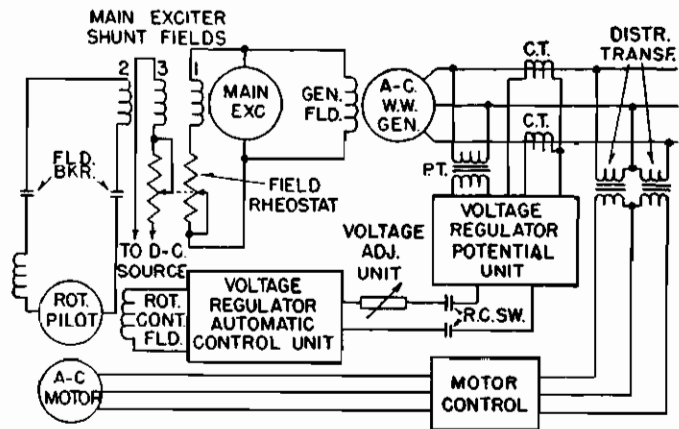 MAIN EXCITER
SHUNT FIELDS
2 3 1
MAIN
EXC
GEN.
FLD.
A-C.
W.W.
GEN.
C.T.
C.T.
DISTR.
TRANSF.
FLD.
BKR.
FIELD
RHEOSTAT
P.T.
TO D-C.
SOURCE
VOLTAGE
ADJ.
UNIT
VOLTAGE
REGULATOR
POTENTIAL
UNIT
ROT.
PILOT
ROT.
CONT.
FLD.
VOLTAGE
REGULATOR
AUTOMATIC
CONTROL UNIT
R.C.SW.
A-C
MOTOR
MOTOR
CONTROL